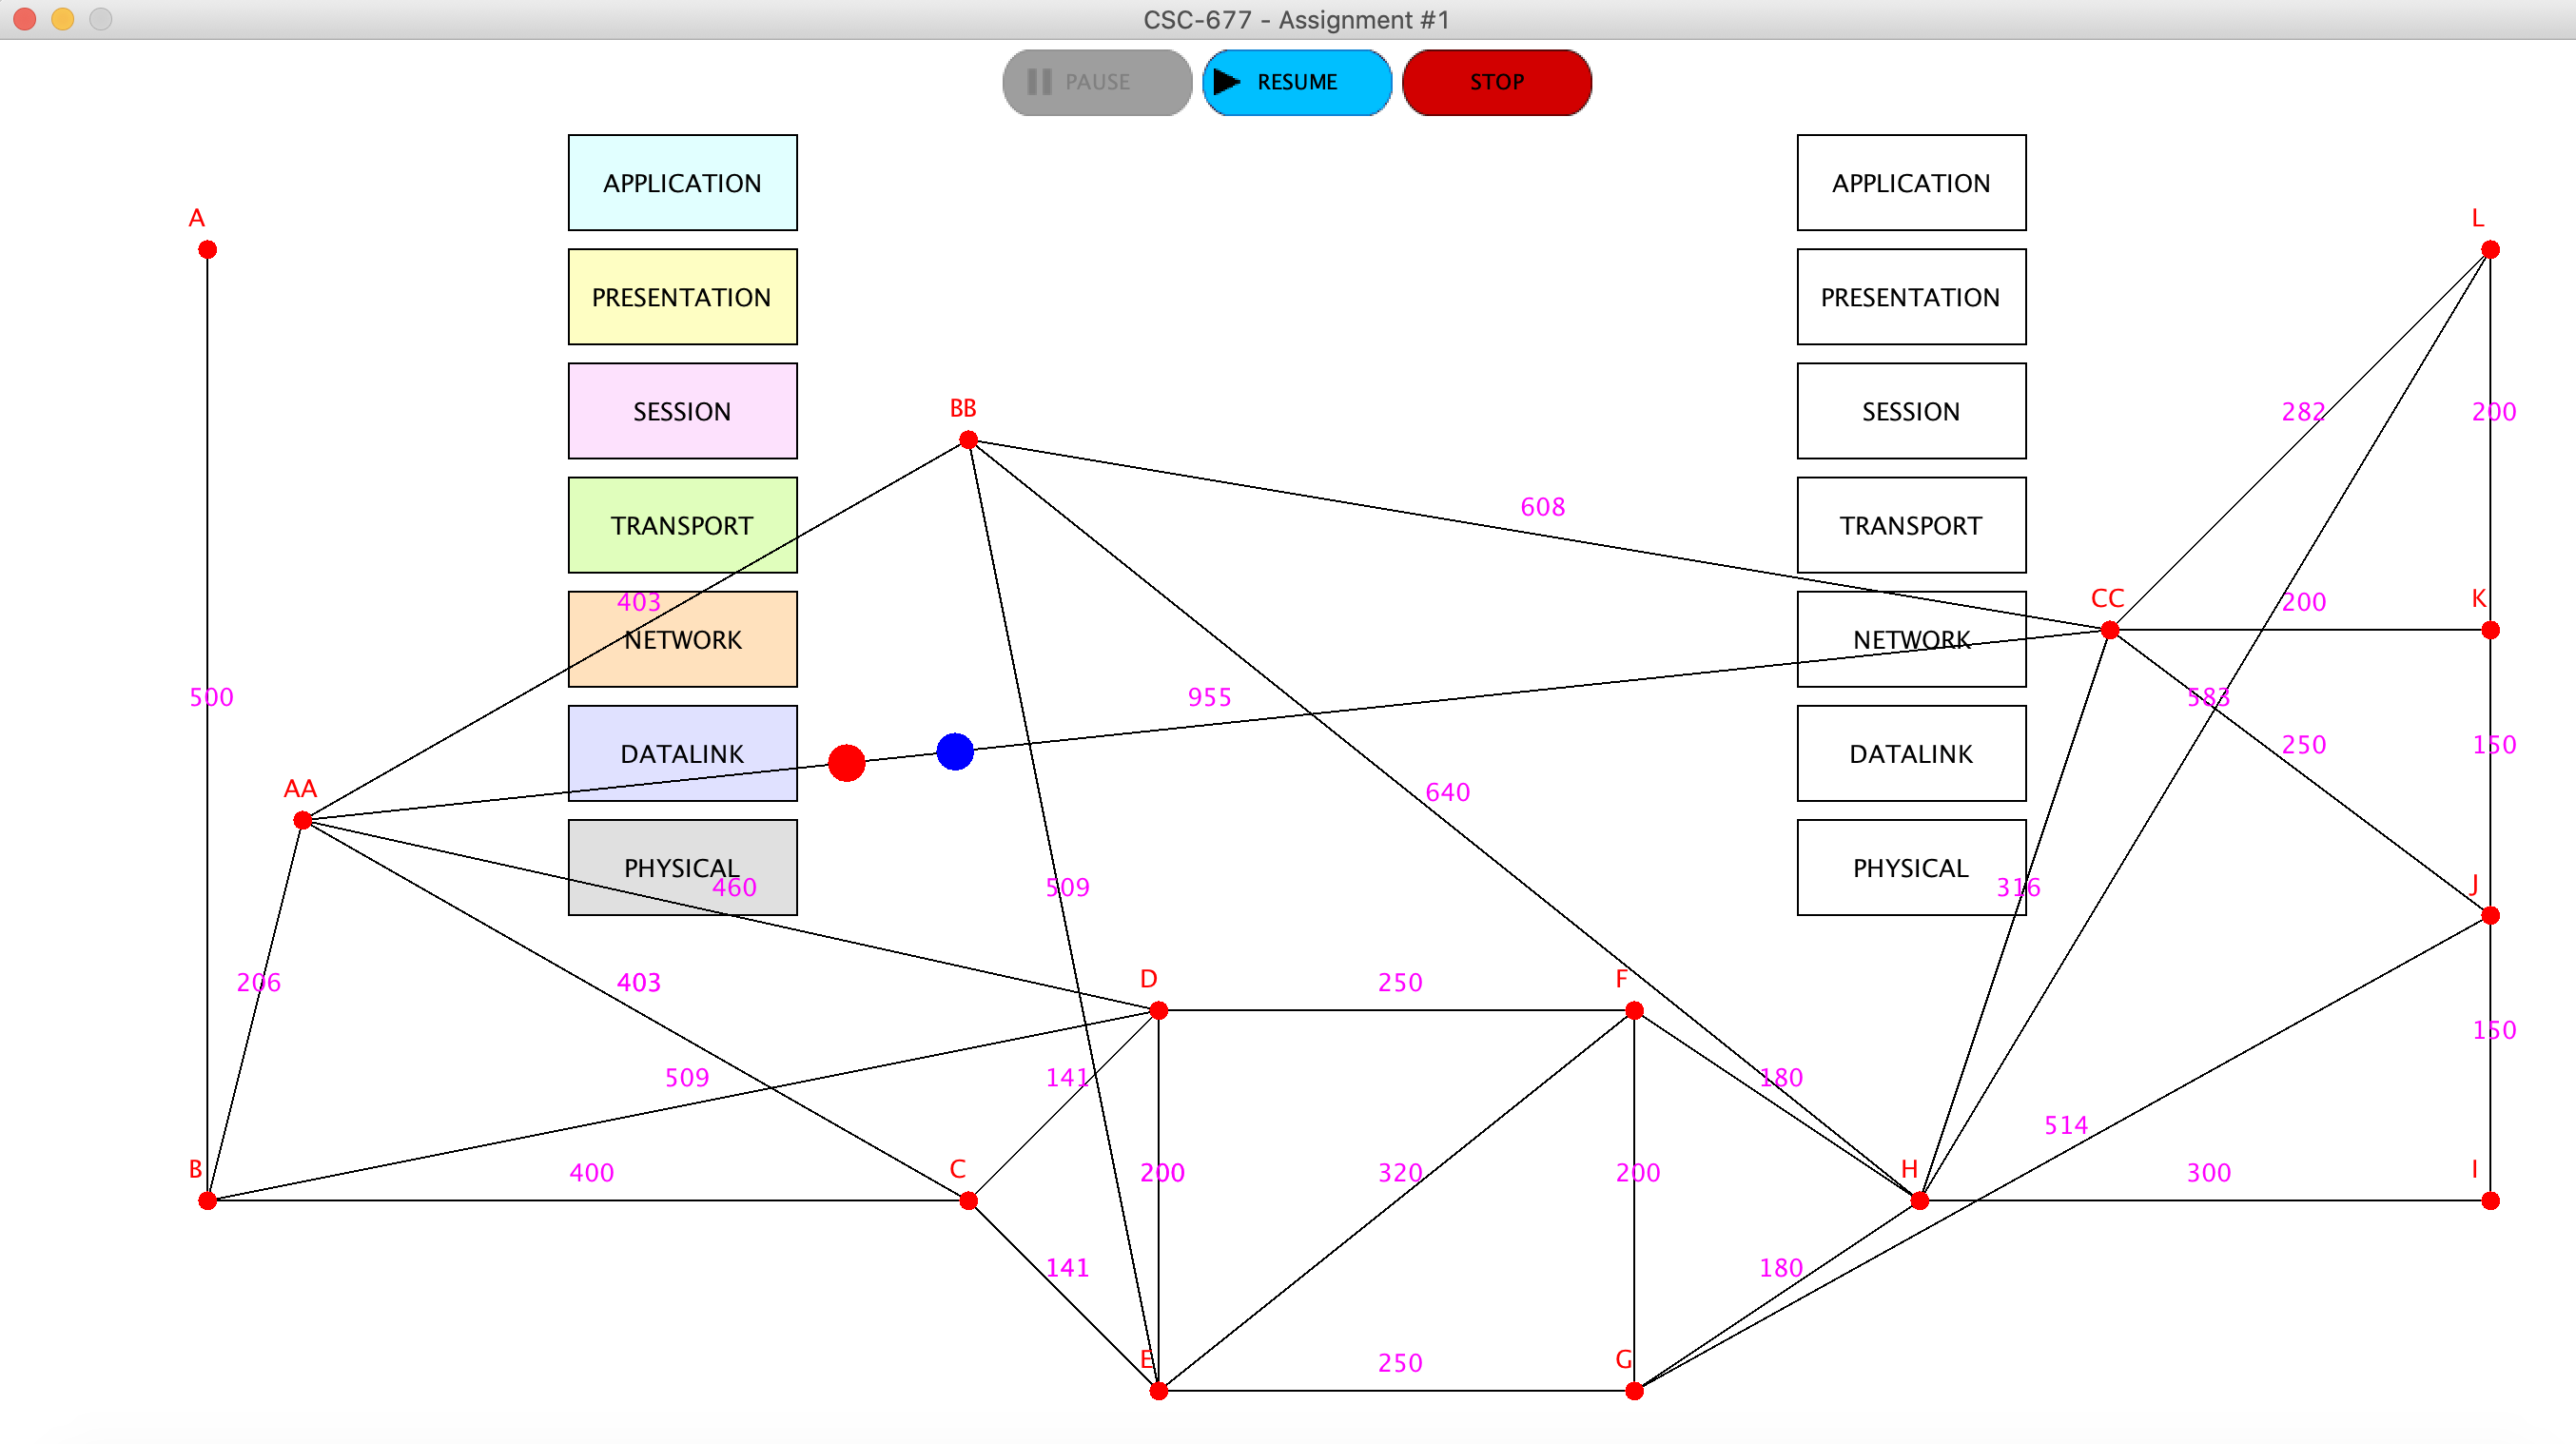 CSC-677 - Assignment #1
PAUSE
RESUME
STOP
APPLICATION
APPLICATION
A
L
PRESENTATION
PRESENTATION
BB
SESSION
SESSION
282
200
608
TRANSPORT
TRANSPORT
403
CC
200
K
NETWORK
NETWORK
500
955
583
DATALINK
DATALINK
250
150
AA
640
PHYSICAL
PHYSICAL
460
509
316
J
206
403
D
250
F
150
509
141
180
514
B
400
C
200
320
200
H
300
I
141
180
E
250
G